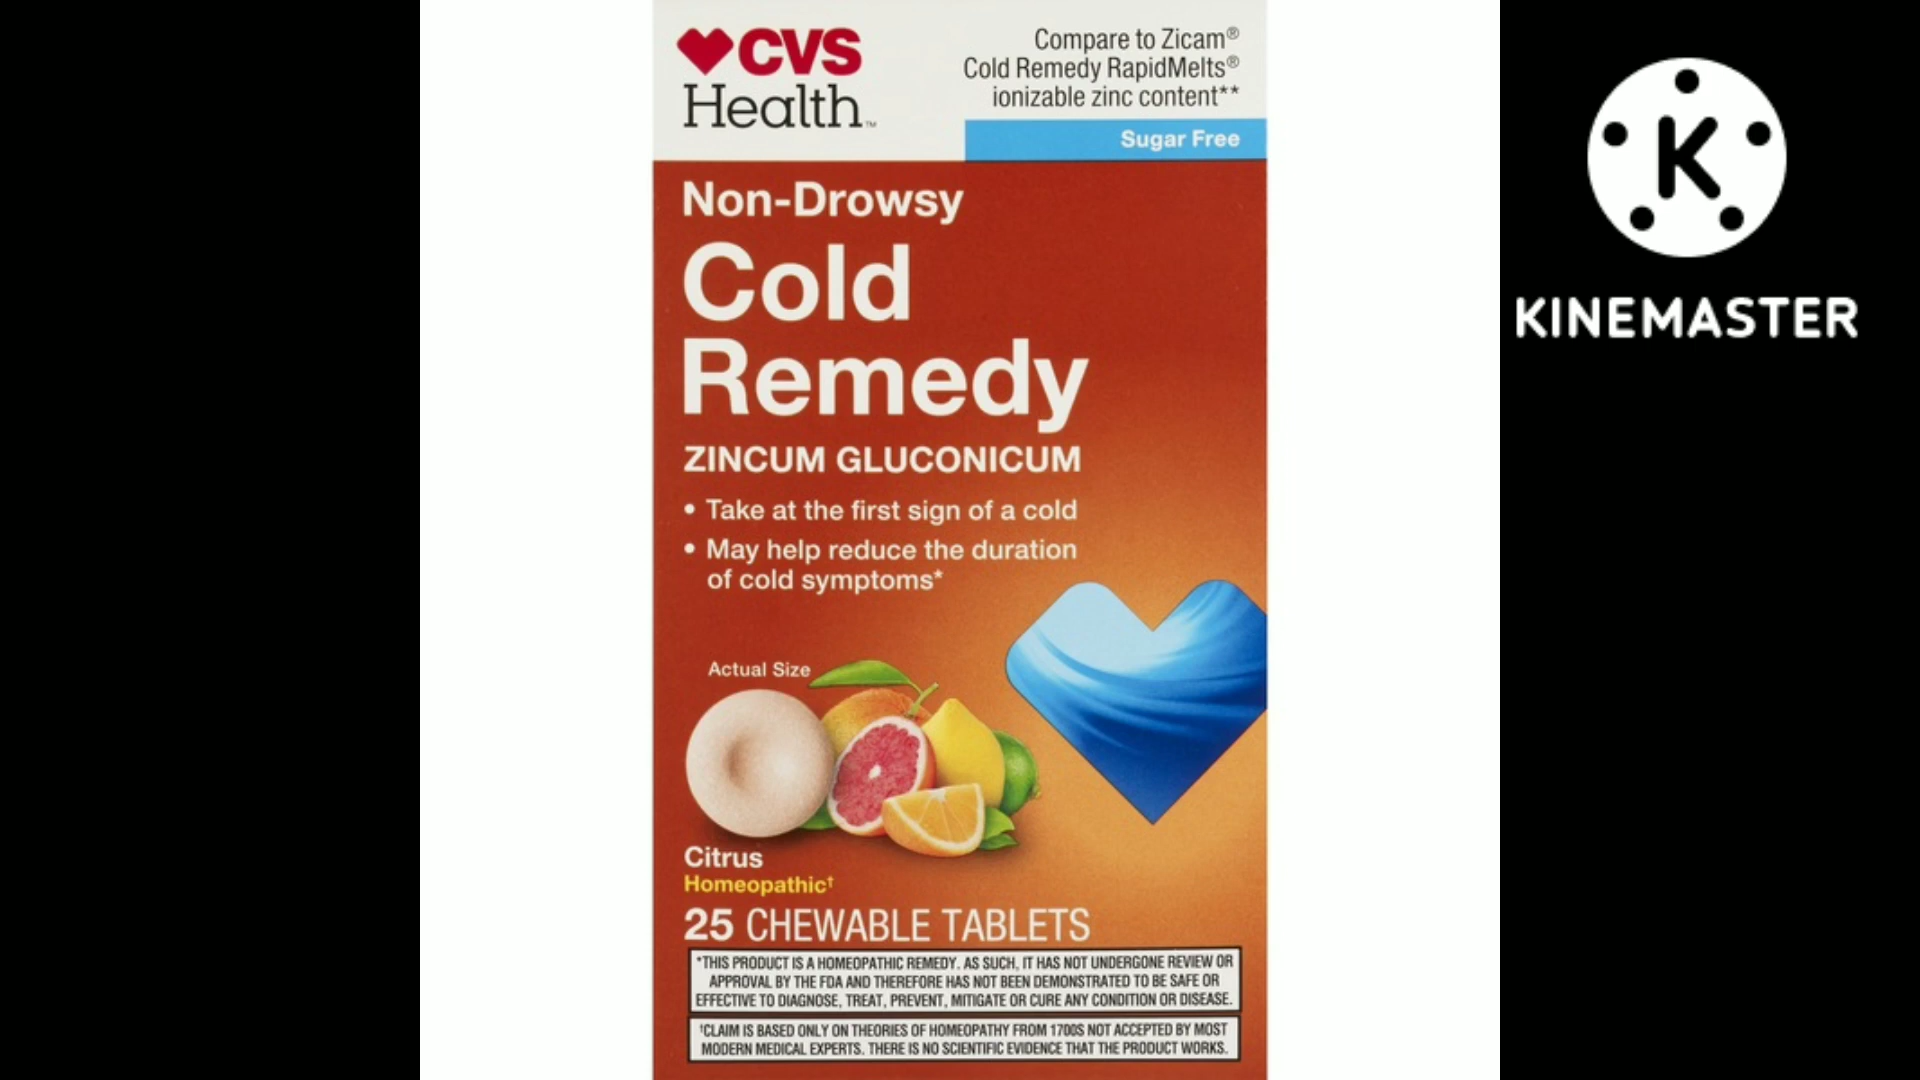 CVS
Health™
Compare to Zicam®
Cold Remedy RapidMelts®
ionizable zinc content**
Sugar Free
Non-Drowsy
Cold
Remedy
ZINCUM GLUCONICUM
• Take at the first sign of a cold
• May help reduce the duration
of cold symptoms*
Actual Size
Citrus
Homeopathic†
25 CHEWABLE TABLETS
*THIS PRODUCT IS A HOMEOPATHIC REMEDY. AS SUCH, IT HAS NOT UNDERGONE REVIEW OR
APPROVAL BY THE FDA AND THEREFORE HAS NOT BEEN DEMONSTRATED TO BE SAFE OR
EFFECTIVE TO DIAGNOSE, TREAT, PREVENT, MITIGATE OR CURE ANY CONDITION OR DISEASE.
†CLAIM IS BASED ONLY ON THEORIES OF HOMEOPATHY FROM 1700S NOT ACCEPTED BY MOST
MODERN MEDICAL EXPERTS. THERE IS NO SCIENTIFIC EVIDENCE THAT THE PRODUCT WORKS.
K
KINEMASTER